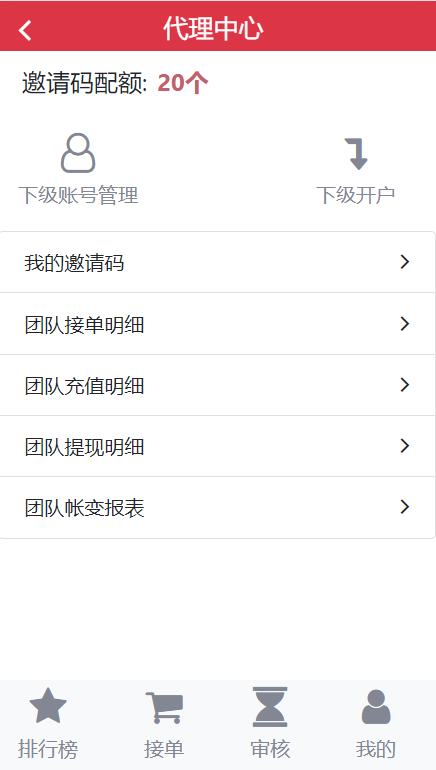 代理中心
邀请码配额: 20个
下级账号管理
下级开户
我的邀请码
团队接单明细
团队充值明细
团队提现明细
团队帐变报表
排行榜
接单
审核
我的